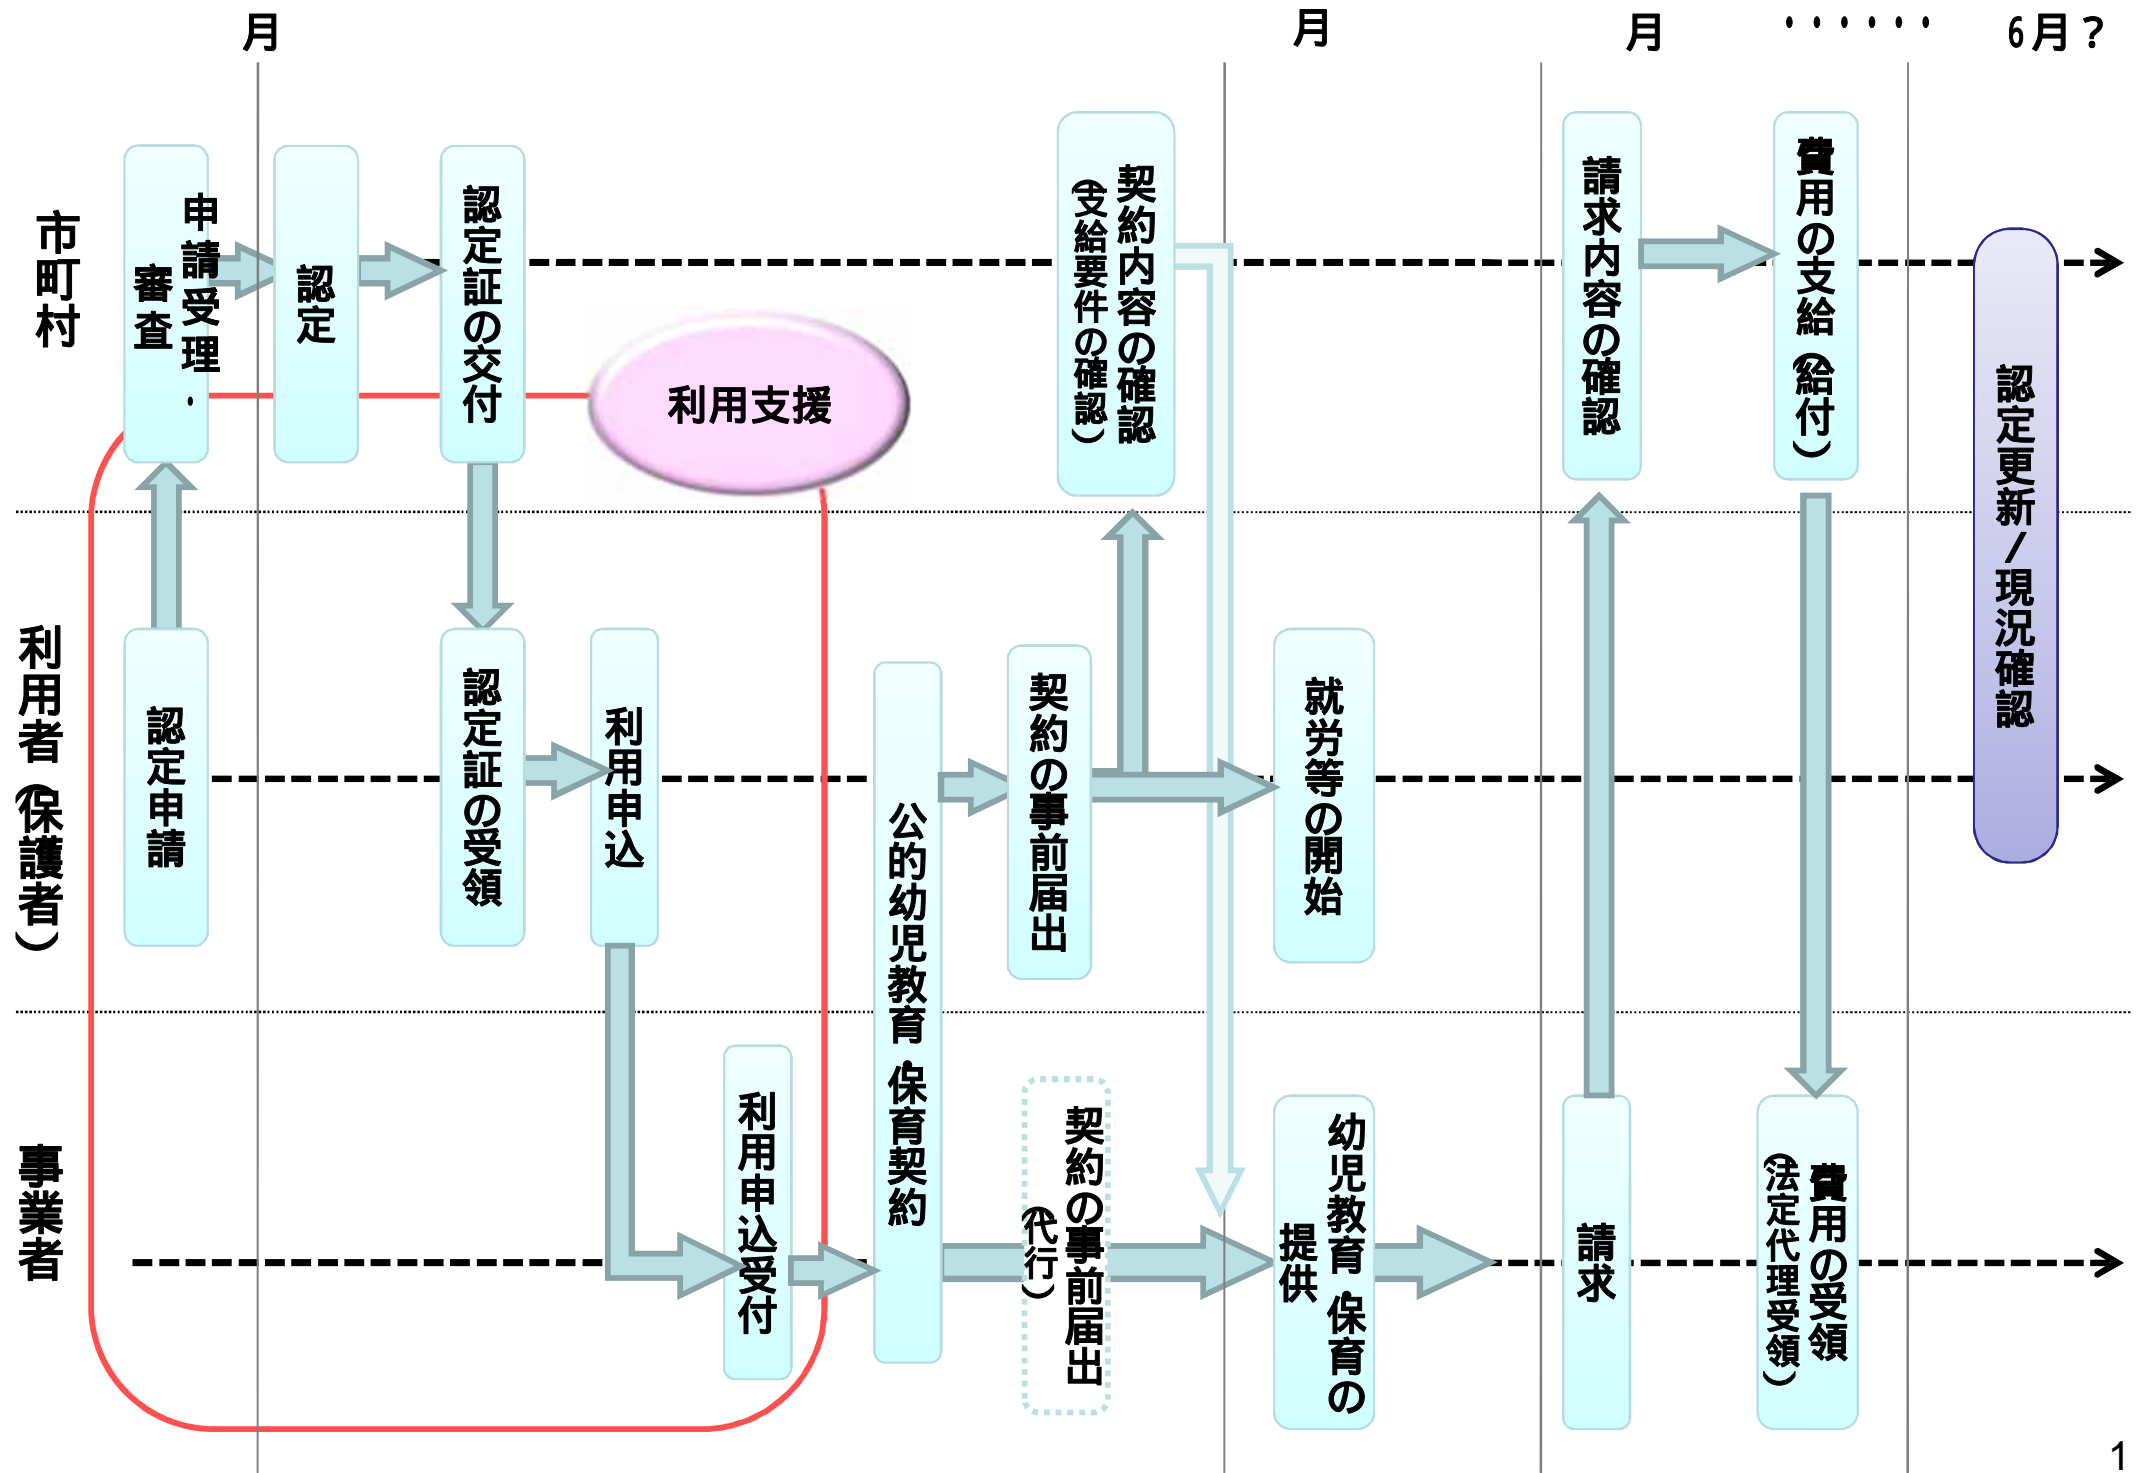 月
月
月
・・・・・・
6月？
市町村
申請受理・
審査
認定
認定証の交付
契約内容の確認
（支給要件の確認）
請求内容の確認
費用の支給（給付）
認定更新/現況確認
利用支援
利用者（保護者）
認定申請
認定証の受領
利用申込
公的幼児教育・保育契約
契約の事前届出
就労等の開始
事業者
利用申込受付
契約の事前届出
（代行）
幼児教育・保育の
提供
請求
費用の受領
（法定代理受領）
1